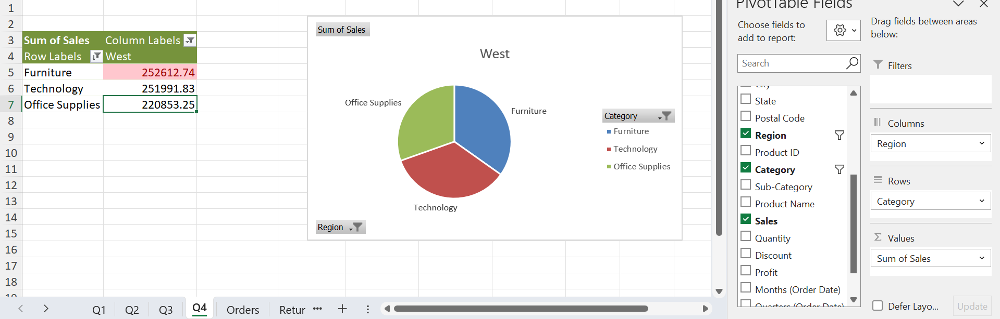 1
2
3 Sum of Sales Column Labels
4 Row Labels West
5 Furniture 252612.74
6 Technology 251991.83
7 Office Supplies 220853.25
8
9
10
11
12
13
14
15
16
17
18
Sum of Sales
West
Office Supplies
Furniture
Technology
Category
Furniture
Technology
Office Supplies
Region
PivotTable Fields
Choose fields to
add to report:
Search
City
State
Postal Code
Region
Product ID
Category
Sub-Category
Product Name
Sales
Quantity
Discount
Profit
Months (Order Date)
Quarters (Order Date)
Drag fields between areas
below:
Filters
Columns
Region
Rows
Category
Σ Values
Sum of Sales
Defer Layo... Update
Q1 Q2 Q3 Q4 Orders Retur ...